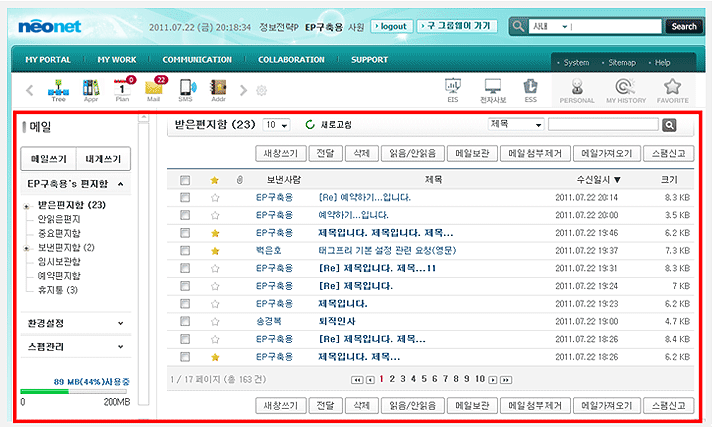 neonet 2011.07.22 (금) 20:18:34 정보전략P EP구축용 사원 logout 구 그룹웨어 가기 사내 Search
MY PORTAL MY WORK COMMUNICATION COLLABORATION SUPPORT System Sitemap Help
0 22
Tree Appr Plan Mail SMS Addr EIS 전자사보 ESS PERSONAL MY HISTORY FAVORITE
메일
메일쓰기 내게쓰기
EP구축용's 편지함
받은편지함 (23)
안읽은편지
중요편지함
보낸편지함 (2)
임시보관함
예약편지함
휴지통 (3)
환경설정
스팸관리
89 MB(44%)사용중
0 200MB
받은편지함 (23) 10 새로고침 제목
새창쓰기 전달 삭제 읽음/안읽음 메일보관 메일첨부제거 메일가져오기 스팸신고
보낸사람 제목 수신일시 ▼ 크기
EP구축용 [Re] 예약하기...입니다. 2011.07.22 20:14 8.3 KB
EP구축용 예약하기...입니다. 2011.07.22 20:00 3.5 KB
EP구축용 제목입니다. 제목입니다. 제목... 2011.07.22 19:46 6.2 KB
백은호 태그프리 기본 설정 관련 요청(영문) 2011.07.22 19:37 7.3 KB
EP구축용 [Re] 제목입니다. 제목...11 2011.07.22 19:31 8.3 KB
EP구축용 [Re] 제목입니다. 2011.07.22 19:24 7 KB
EP구축용 제목입니다. 2011.07.22 19:23 6.2 KB
송경복 퇴직인사 2011.07.22 19:00 4.7 KB
EP구축용 [Re] 제목입니다. 제목... 2011.07.22 18:26 8.4 KB
EP구축용 제목입니다. 제목... 2011.07.22 18:26 6.2 KB
1 / 17 페이지 (총 163 건) 1 2 3 4 5 6 7 8 9 10
새창쓰기 전달 삭제 읽음/안읽음 메일보관 메일첨부제거 메일가져오기 스팸신고